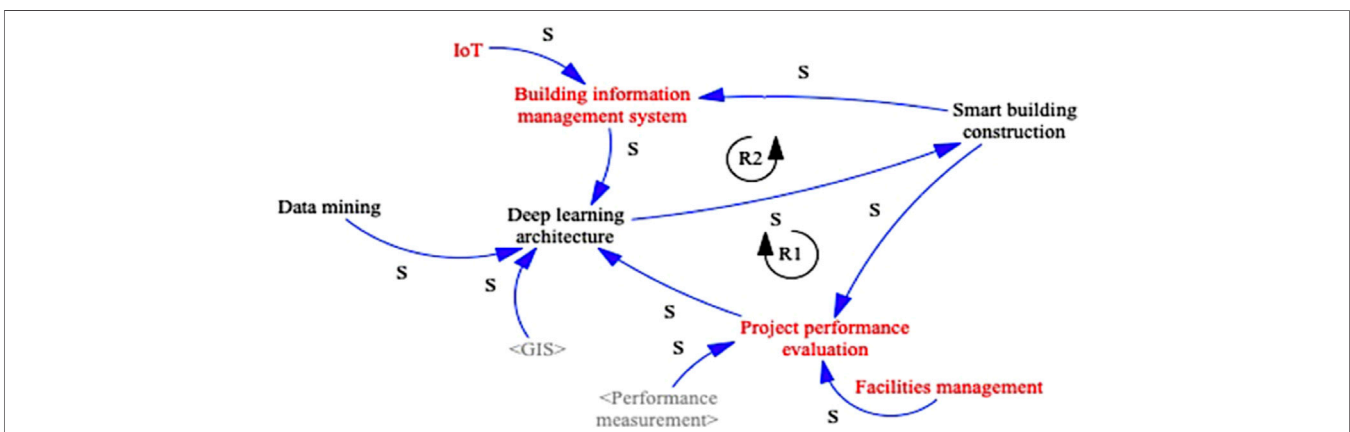 S
IoT
S
Building information
management system
Smart building
construction
S
R2
Data mining
Deep learning
architecture
S
S
S
S
R1
S
S
Project performance
evaluation
S
<GIS>
Facilities management
<Performance
measurement>
S